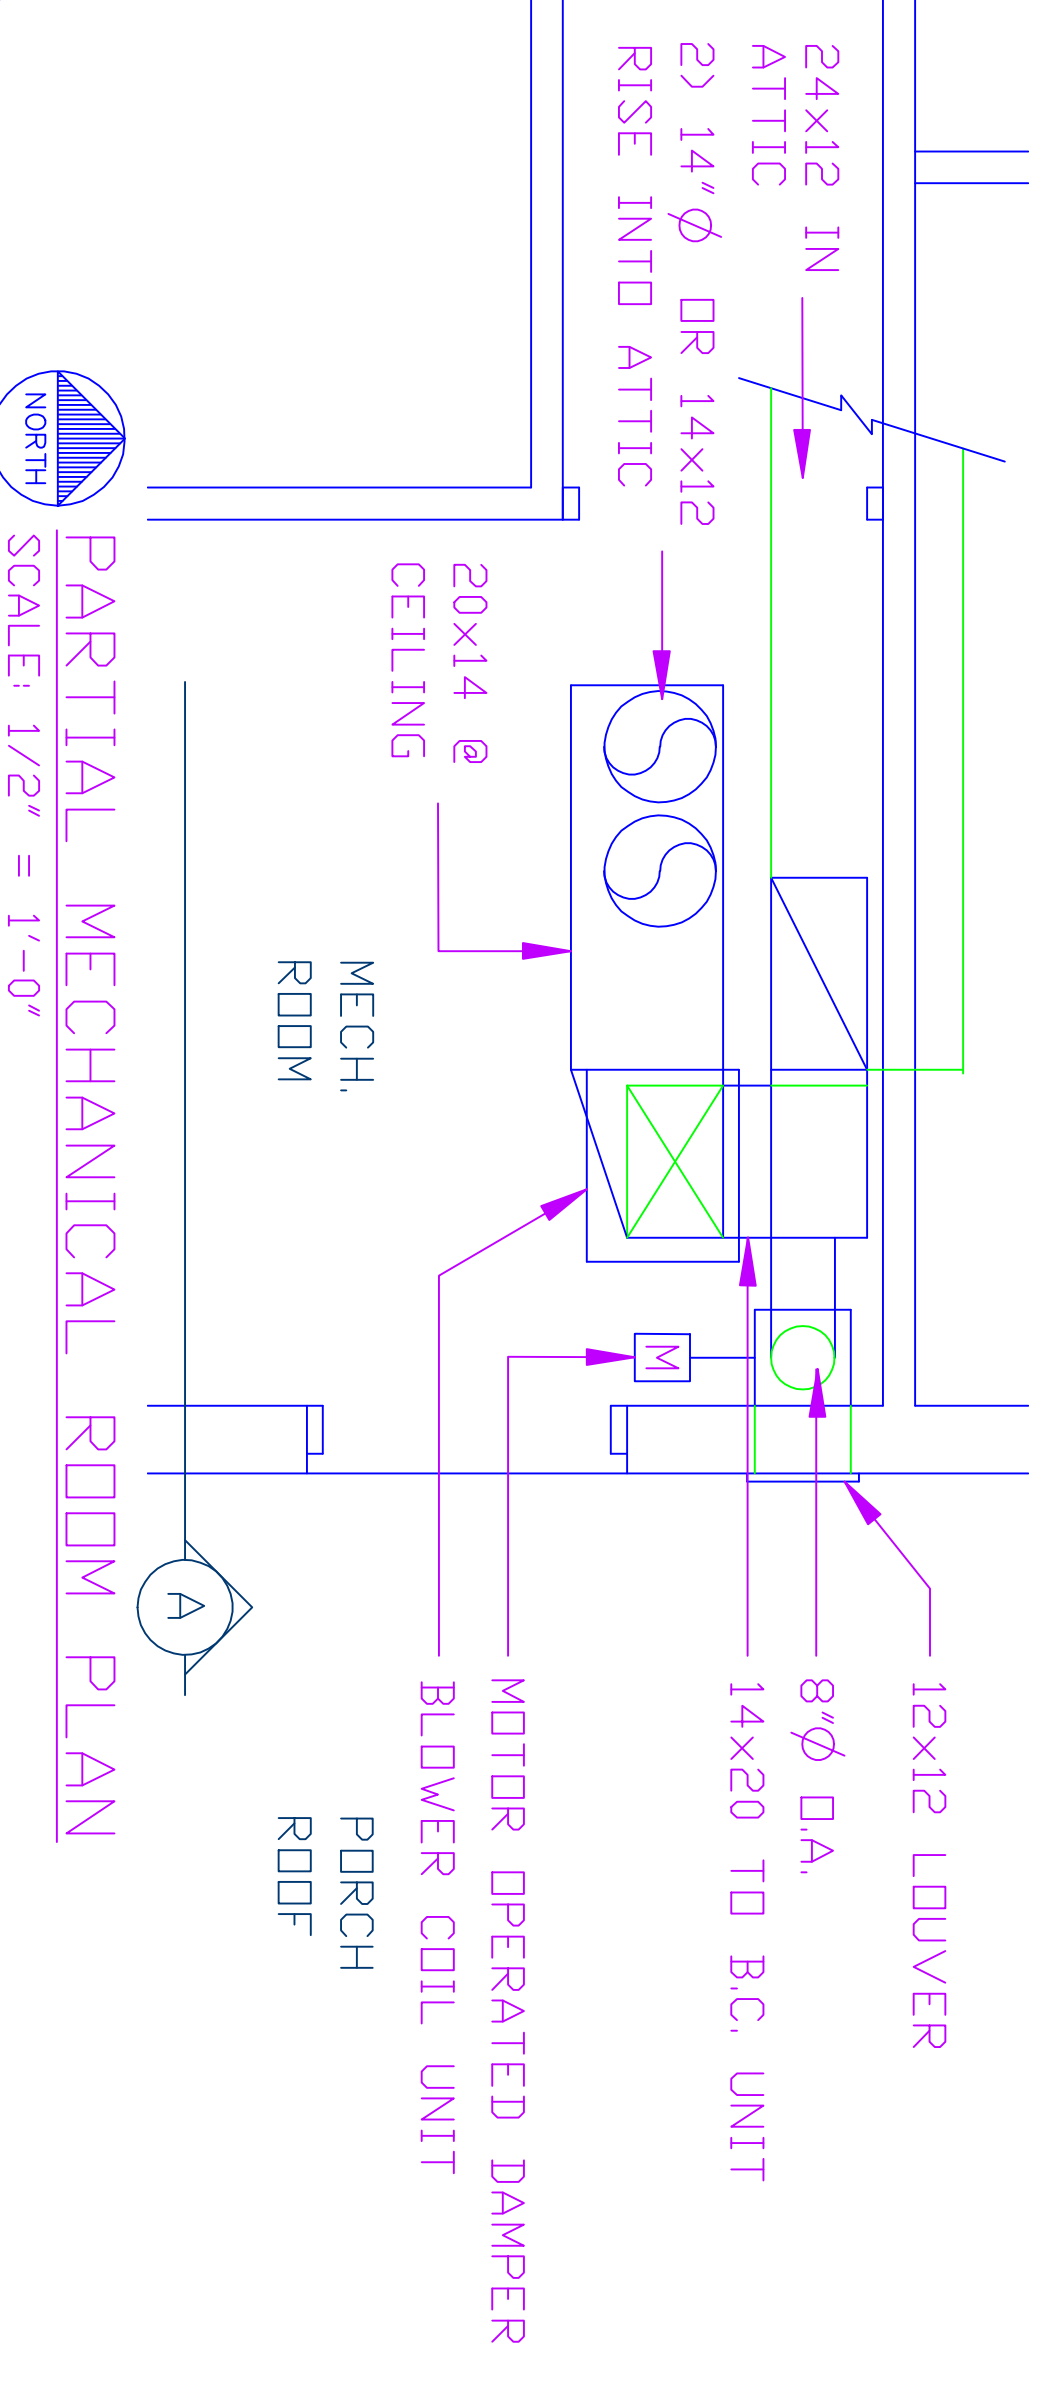 24x12 IN
ATTIC
2) 14"Ø OR 14x12
RISE INTO ATTIC
20x14 @
CEILING
12x12 LOUVER
8"Ø O.A.
14x20 TO B.C. UNIT
M
MOTOR OPERATED DAMPER
BLOWER COIL UNIT
MECH.
ROOM
PORCH
ROOF
A
NORTH
PARTIAL MECHANICAL ROOM PLAN
SCALE: 1/2" = 1'-0"